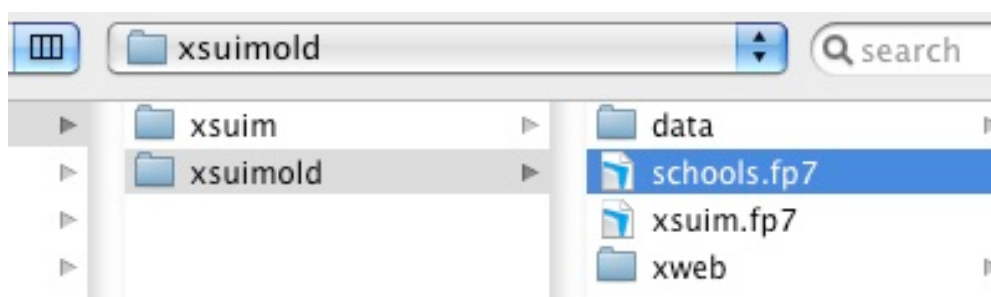 xsuimold
search
xsuim
xsuimold
data
schools.fp7
xsuim.fp7
xweb